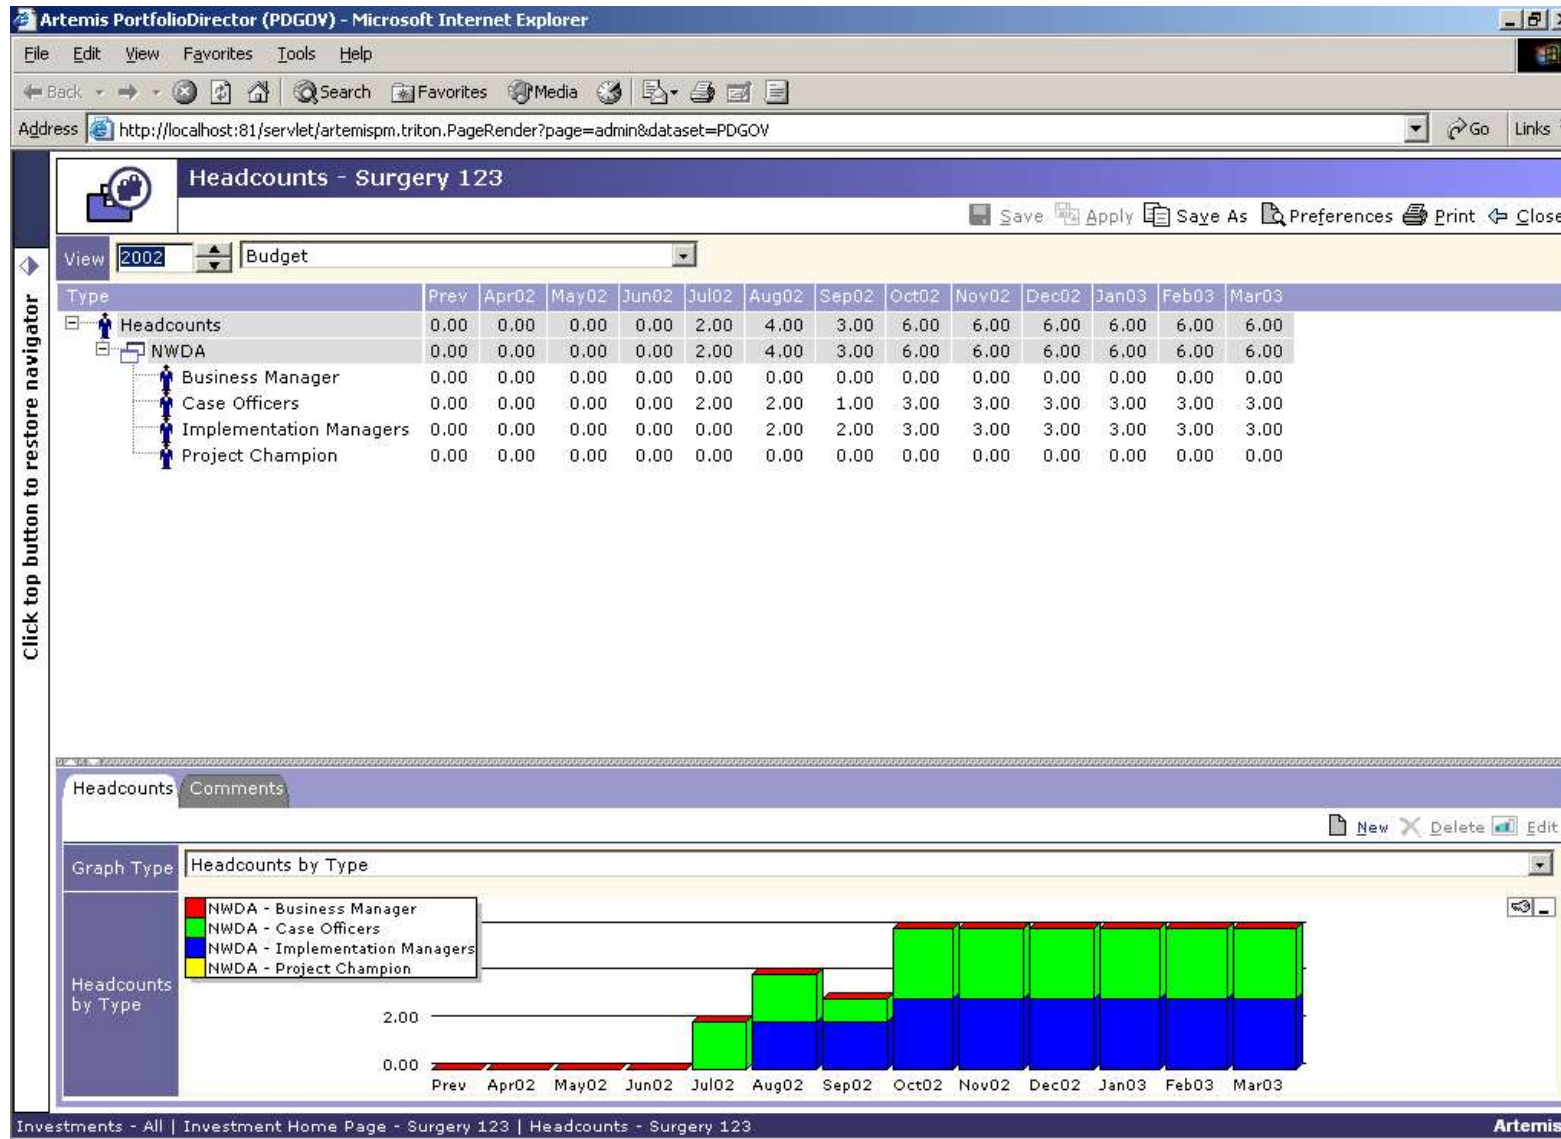 Artemis PortfolioDirector (PDGOV) - Microsoft Internet Explorer
File Edit View Favorites Tools Help
Back Search Favorites Media
Address http://localhost:81/servlet/artemispm.triton.PageRender?page=admin&dataset=PDGOV Go Links
Headcounts - Surgery 123
Save Apply Save As Preferences Print Close
View 2002 Budget
Type Prev Apr02 May02 Jun02 Jul02 Aug02 Sep02 Oct02 Nov02 Dec02 Jan03 Feb03 Mar03
Headcounts 0.00 0.00 0.00 0.00 2.00 4.00 3.00 6.00 6.00 6.00 6.00 6.00 6.00
NWDA 0.00 0.00 0.00 0.00 2.00 4.00 3.00 6.00 6.00 6.00 6.00 6.00 6.00
Business Manager 0.00 0.00 0.00 0.00 0.00 0.00 0.00 0.00 0.00 0.00 0.00 0.00 0.00
Case Officers 0.00 0.00 0.00 0.00 2.00 2.00 1.00 3.00 3.00 3.00 3.00 3.00 3.00
Implementation Managers 0.00 0.00 0.00 0.00 0.00 2.00 2.00 3.00 3.00 3.00 3.00 3.00 3.00
Project Champion 0.00 0.00 0.00 0.00 0.00 0.00 0.00 0.00 0.00 0.00 0.00 0.00 0.00
Click top button to restore navigator
Headcounts Comments
New Delete Edit
Graph Type Headcounts by Type
Headcounts by Type
NWDA - Business Manager
NWDA - Case Officers
NWDA - Implementation Managers
NWDA - Project Champion
2.00
0.00
Prev Apr02 May02 Jun02 Jul02 Aug02 Sep02 Oct02 Nov02 Dec02 Jan03 Feb03 Mar03
Investments - All | Investment Home Page - Surgery 123 | Headcounts - Surgery 123 Artemis